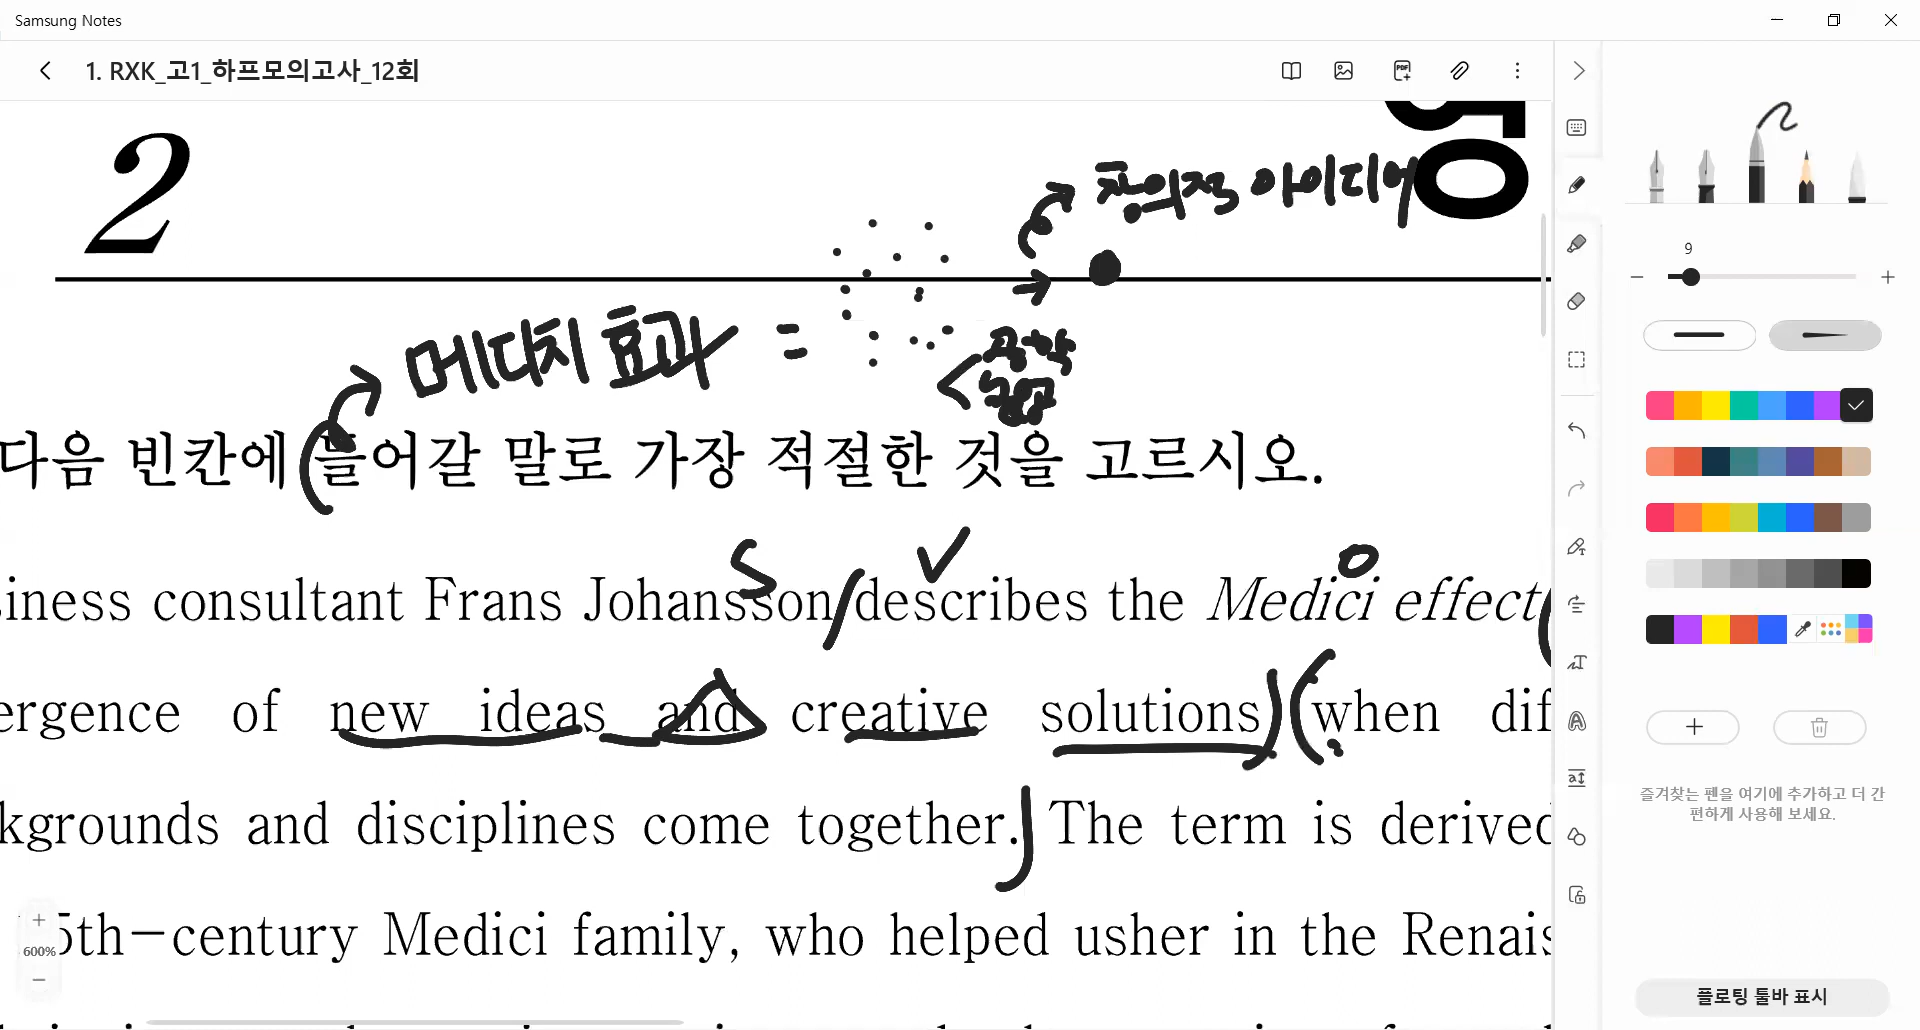 Samsung Notes
1. RXK_고1_하프모의고사_12회
2
창의적 아이디어
메디치 효과 =
9
다음 빈칸에 들어갈 말로 가장 적절한 것을 고르시오.
S V O
siness consultant Frans Johansson describes the Medici effect
ergence of new ideas and creative solutions when dif
kgrounds and disciplines come together. The term is derived
5th-century Medici family, who helped usher in the Renais
600%
즐겨찾는 펜을 여기에 추가하고 더 간
편하게 사용해 보세요.
플로팅 툴바 표시